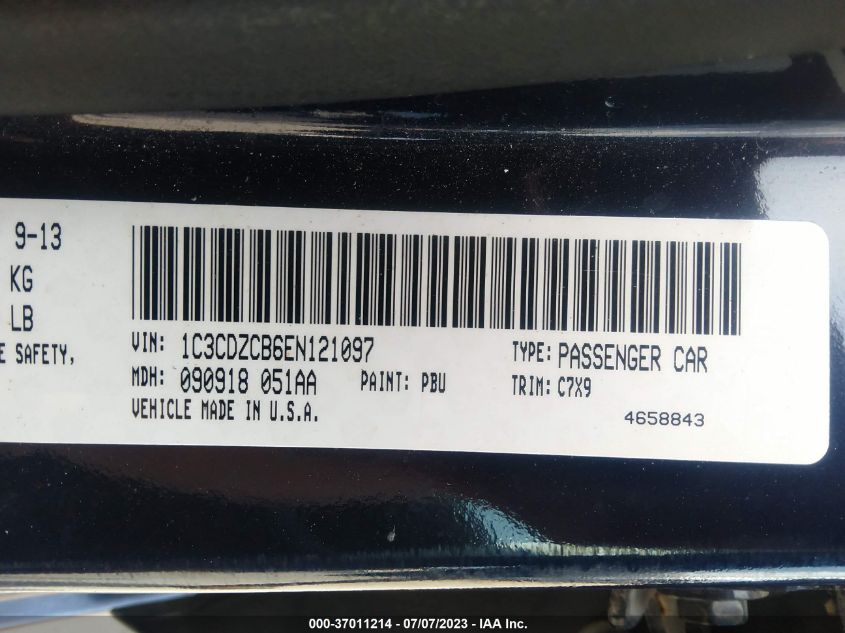 9-13
KG
LB
E SAFETY,
VIN: 1C3CDZCB6EN121097 TYPE: PASSENGER CAR
MDH: 090918 051AA PAINT: PBU TRIM: C7X9
VEHICLE MADE IN U.S.A. 4658843
000-37011214 - 07/07/2023 - IAA Inc.